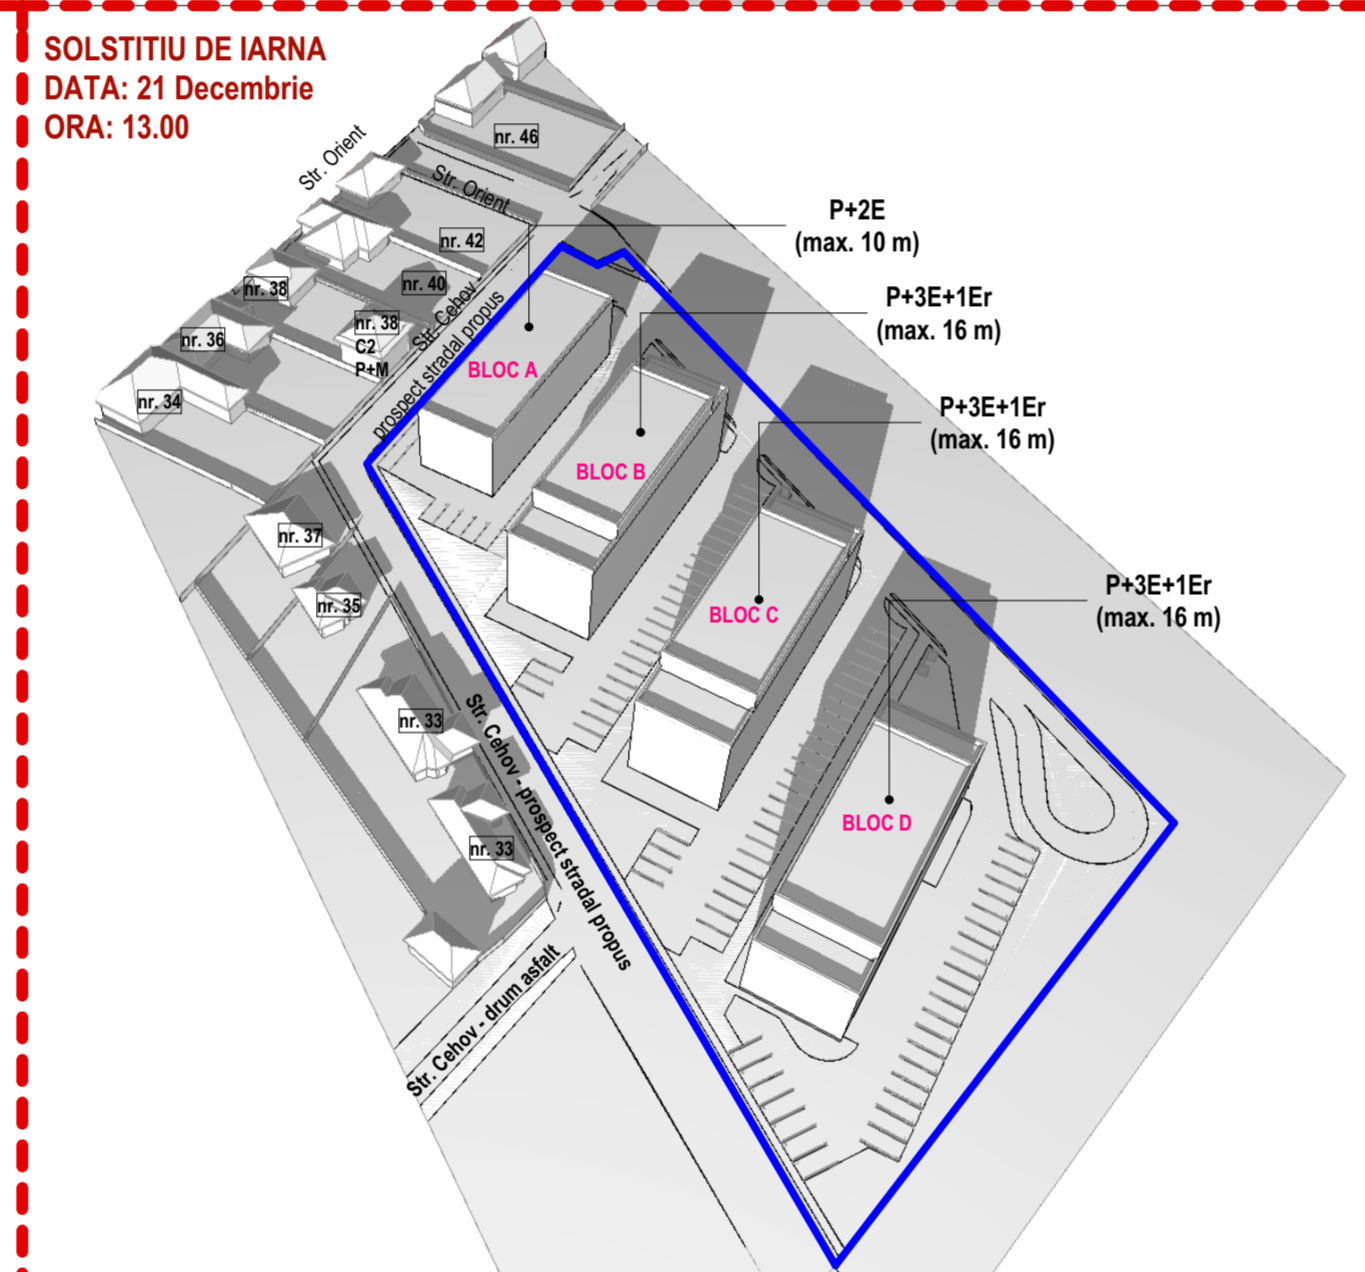 SOLSTITIU DE IARNA
DATA: 21 Decembrie
ORA: 13.00
Str. Orient
nr. 46
Str. Orient
nr. 42
nr. 40
nr. 38
nr. 38
C2
P+M
nr. 36
nr. 34
Str. Cehov -
prospect stradal propus
P+2E
(max. 10 m)
P+3E+1Er
(max. 16 m)
P+3E+1Er
(max. 16 m)
P+3E+1Er
(max. 16 m)
BLOC A
BLOC B
BLOC C
BLOC D
nr. 37
nr. 35
nr. 33
nr. 33
Str. Cehov - prospect stradal propus
Str. Cehov - drum asfalt